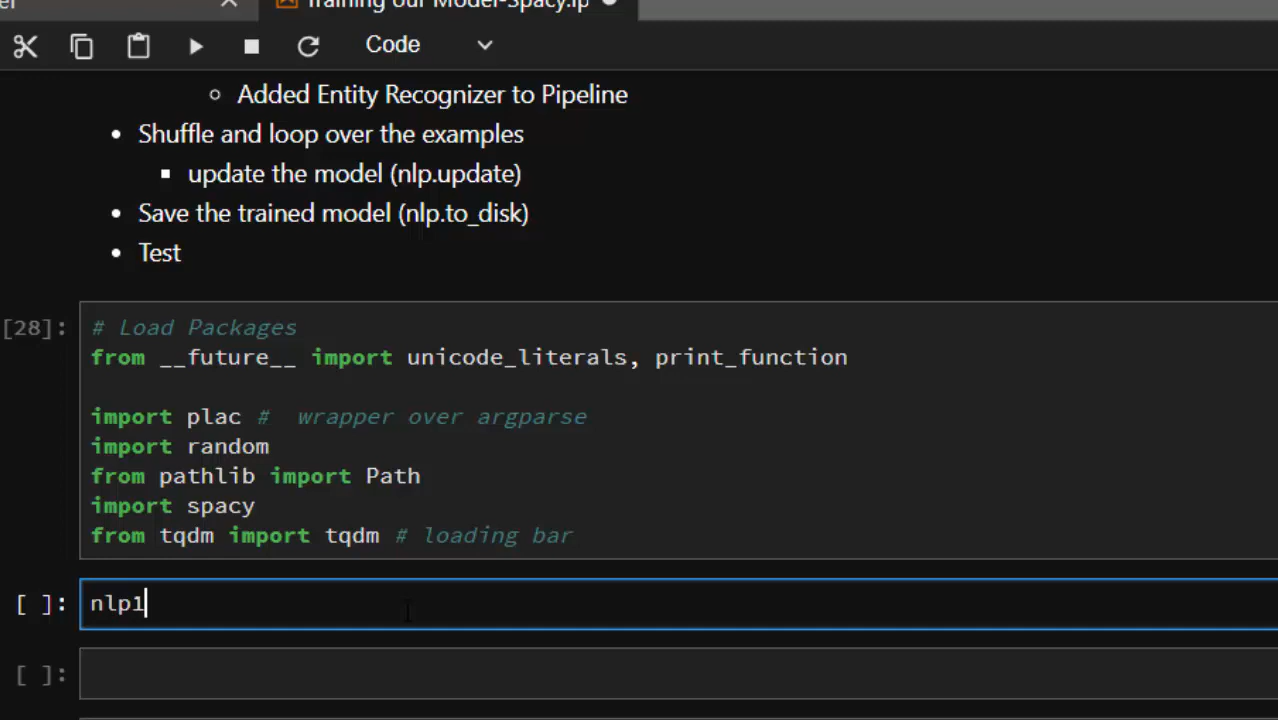 Training our Model-Spacy.ip
Code
Added Entity Recognizer to Pipeline
Shuffle and loop over the examples
update the model (nlp.update)
Save the trained model (nlp.to_disk)
Test
[28]:
# Load Packages
from __future__ import unicode_literals, print_function
import plac #  wrapper over argparse
import random
from pathlib import Path
import spacy
from tqdm import tqdm # loading bar
[ ]: nlp1
[ ]: